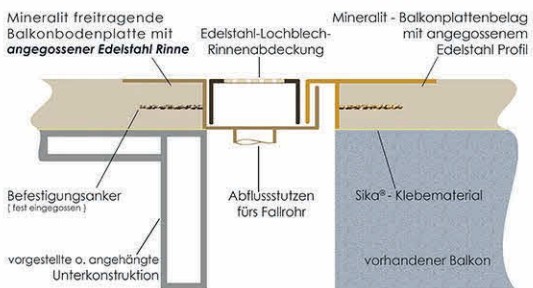 Mineralit freitragende
Balkonbodenplatte mit
angegossener Edelstahl Rinne
Edelstahl-Lochblech-
Rinnenabdeckung
Mineralit - Balkonplattenbelag
mit angegossenem
Edelstahl Profil
Befestigungsanker
( fest eingegossen )
Abflussstutzen
fürs Fallrohr
Sika® - Klebematerial
vorgestellte o. angehängte
Unterkonstruktion
vorhandener Balkon